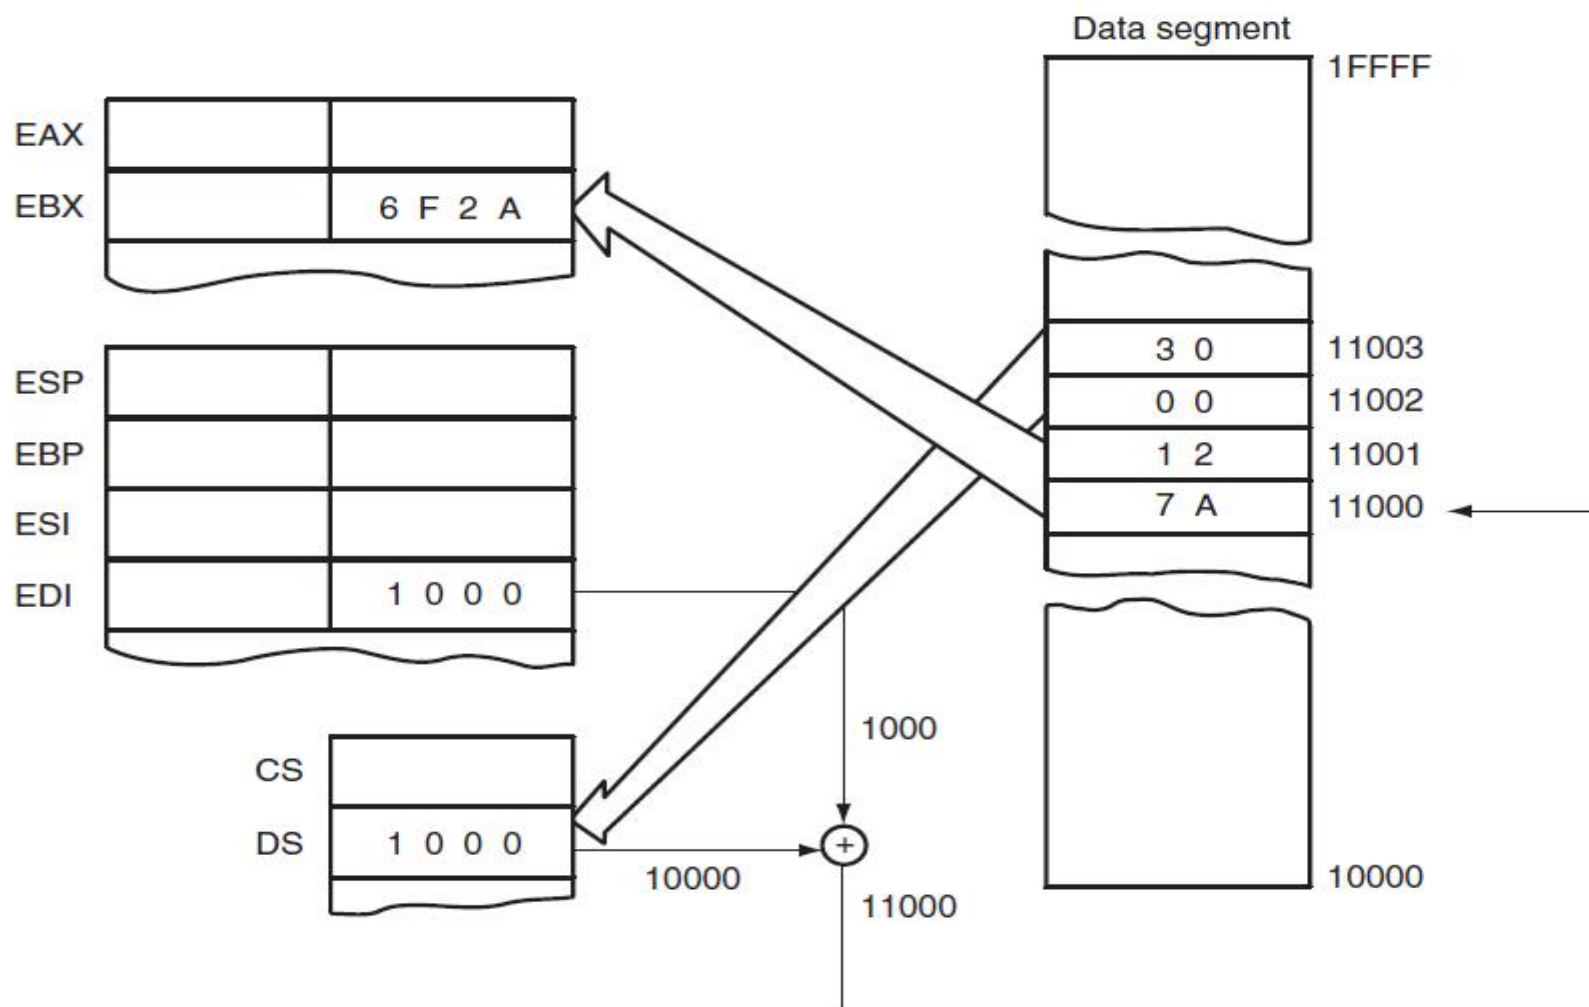 Data segment
1FFFF
EAX
EBX 6 F 2 A
3 0 11003
ESP
0 0 11002
EBP
1 2 11001
7 A 11000
ESI
EDI 1 0 0 0
1000
CS
DS 1 0 0 0
+
10000
10000
11000